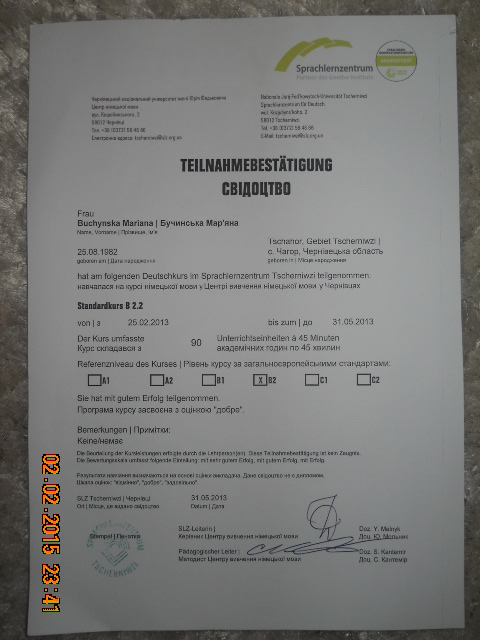 Sprachlernzentrum
Partner des Goethe-Instituts
Чернівецький національний університет імені Юрія Федьковича
Центр німецької мови
вул. Коцюбинського, 2
58012 Чернівці
Тел. +38 (0372) 58 48 86
Електронна адреса: tscherniwzi@slz.org.ua
Nationale Jurij-Fedkowytsch-Universität Tscherniwzi
Sprachlernzentrum für Deutsch
wul. Kozjubynskoho, 2
58012 Tscherniwzi
Tel. +38 (0372) 58 48 86
E-Mail: tscherniwzi@slz.org.ua
TEILNAHMEBESTÄTIGUNG
СВІДОЦТВО
Frau
Buchynska Mariana | Бучинська Мар'яна
Name, Vorname | Прізвище, ім'я
25.08.1982
geboren am | Дата народження
Tschahor, Gebiet Tscherniwzi |
с. Чагор, Чернівецька область
geboren in | Місце народження
hat am folgenden Deutschkurs im Sprachlernzentrum Tscherniwzi teilgenommen:
навчалася на курсі німецької мови у Центрі вивчення німецької мови у Чернівцях
Standardkurs B 2.2
von | з 25.02.2013 bis zum | до 31.05.2013
Der Kurs umfasste 90 Unterrichtseinheiten à 45 Minuten
Курс складався з академічних годин по 45 хвилин
Referenzniveau des Kurses | Рівень курсу за загальноєвропейськими стандартами:
A1 A2 B1 X B2 C1 C2
Sie hat mit gutem Erfolg teilgenommen.
Програма курсу засвоєна з оцінкою "добре".
Bemerkungen | Примітки:
Keine/немає
Die Beurteilung der Kursleistungen erfolgte durch die Lehrperson(en). Diese Teilnahmebestätigung ist kein Zeugnis.
Die Bewertungsskala umfasst folgende Einteilung: mit sehr gutem Erfolg, mit gutem Erfolg, mit Erfolg.
Результати навчання визначаються на основі оцінки викладача. Дане свідоцтво не є дипломом.
Шкала оцінок: "відмінно", "добре", "задовільно".
SLZ Tscherniwzi | Чернівці
Ort | Місце, де видано свідоцтво
31.05.2013
Datum | Дата
Stempel | Печатка
SLZ-Leiterin |
Керівник Центру вивчення німецької мови
Doz. Y. Melnyk
Доц. Ю. Мельник
Pädagogischer Leiter |
Методист Центру вивчення німецької мови
Doz. S. Kantemir
Доц. С. Кантемір
TSCHERNIWZI
02.02.2015 23:41